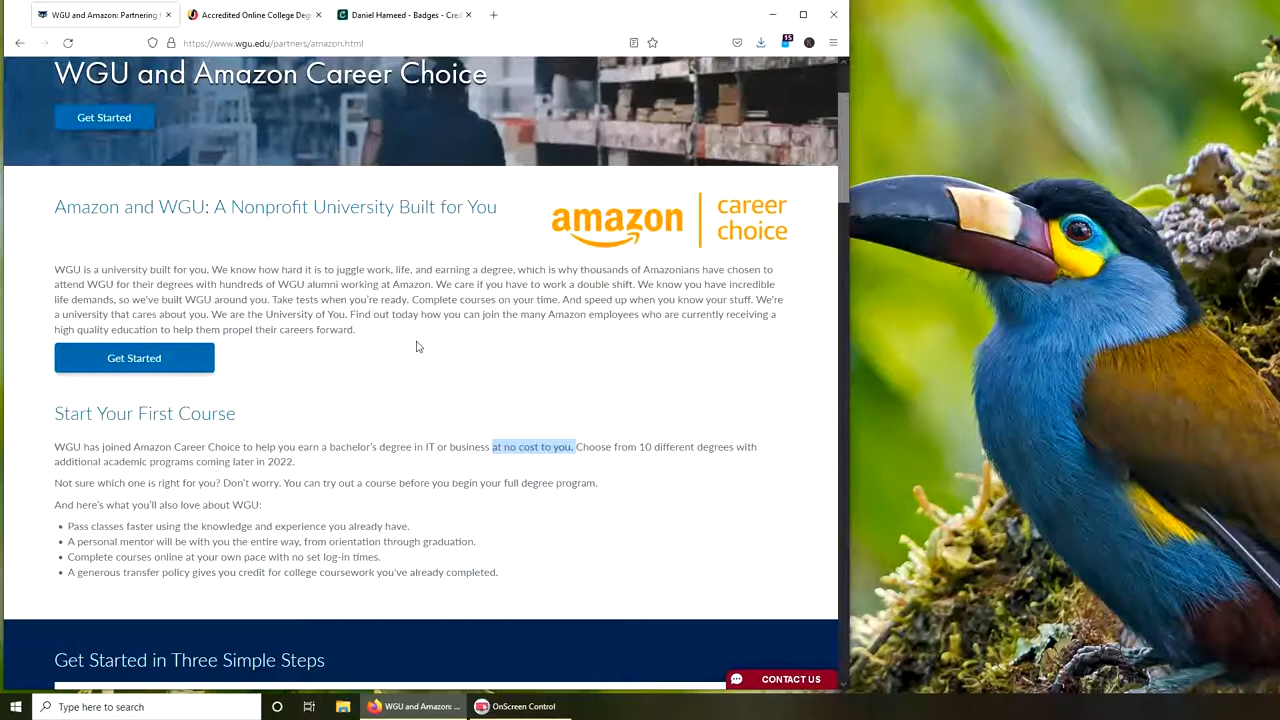 WGU and Amazon: Partnering
Accredited Online College Deg
Daniel Hameed - Badges - Cred
https://www.wgu.edu/partners/amazon.html
15
WGU and Amazon Career Choice
Get Started
Amazon and WGU: A Nonprofit University Built for You
amazon | career choice
WGU is a university built for you. We know how hard it is to juggle work, life, and earning a degree, which is why thousands of Amazonians have chosen to
attend WGU for their degrees with hundreds of WGU alumni working at Amazon. We care if you have to work a double shift. We know you have incredible
life demands, so we've built WGU around you. Take tests when you're ready. Complete courses on your time. And speed up when you know your stuff. We're
a university that cares about you. We are the University of You. Find out today how you can join the many Amazon employees who are currently receiving a
high quality education to help them propel their careers forward.
Get Started
Start Your First Course
WGU has joined Amazon Career Choice to help you earn a bachelor's degree in IT or business at no cost to you. Choose from 10 different degrees with
additional academic programs coming later in 2022.
Not sure which one is right for you? Don't worry. You can try out a course before you begin your full degree program.
And here's what you'll also love about WGU:
• Pass classes faster using the knowledge and experience you already have.
• A personal mentor will be with you the entire way, from orientation through graduation.
• Complete courses online at your own pace with no set log-in times.
• A generous transfer policy gives you credit for college coursework you've already completed.
Get Started in Three Simple Steps
CONTACT US
Type here to search
WGU and Amazon: ...
OnScreen Control